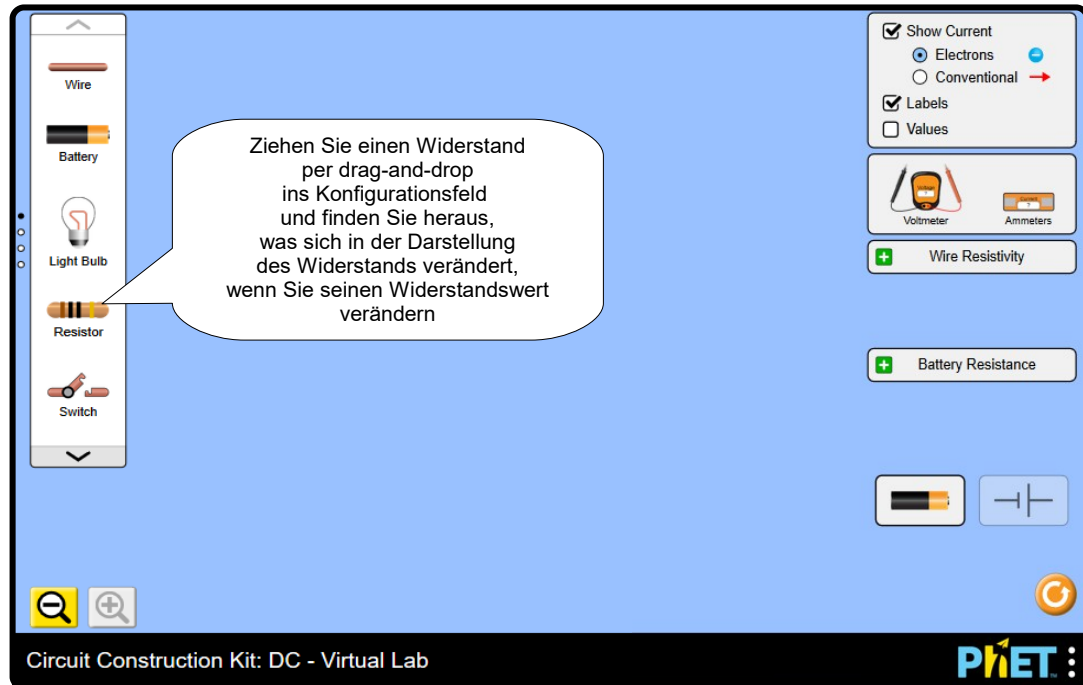 Wire
Battery
Light Bulb
Resistor
Switch
Ziehen Sie einen Widerstand
per drag-and-drop
ins Konfigurationsfeld
und finden Sie heraus,
was sich in der Darstellung
des Widerstands verändert,
wenn Sie seinen Widerstandswert
verändern
Show Current
Electrons
Conventional
Labels
Values
Voltage
?
Voltmeter
Current
?
Ammeters
Wire Resistivity
Battery Resistance
Circuit Construction Kit: DC - Virtual Lab
PhET